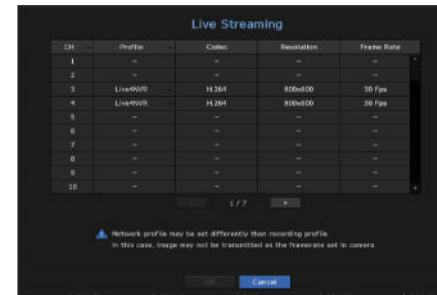 Live Streaming
CH Profile Codec Resolution Frame Rate
1 - - - -
2 - - - -
3 Live4NVR H.264 800x600 30 Fps
4 Live4NVR H.264 800x600 30 Fps
5 - - - -
6 - - - -
7 - - - -
8 - - - -
9 - - - -
10 - - - -
< 1 / 7 >
Network profile may be set differently than recording profile.
In this case, image may not be transmitted as the framerate set in camera.
OK Cancel